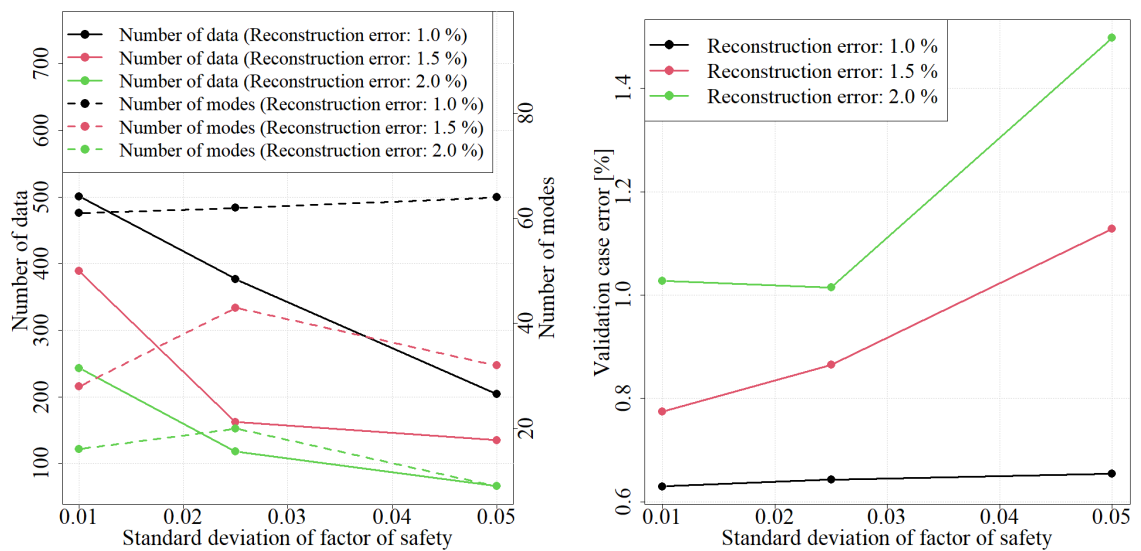 Number of data (Reconstruction error: 1.0 %)
Number of data (Reconstruction error: 1.5 %)
Number of data (Reconstruction error: 2.0 %)
Number of modes (Reconstruction error: 1.0 %)
Number of modes (Reconstruction error: 1.5 %)
Number of modes (Reconstruction error: 2.0 %)
Number of data
700
600
500
400
300
200
100
Number of modes
80
60
40
20
0.01 0.02 0.03 0.04 0.05
Standard deviation of factor of safety
Reconstruction error: 1.0 %
Reconstruction error: 1.5 %
Reconstruction error: 2.0 %
Validation case error [%]
1.4
1.2
1.0
0.8
0.6
0.01 0.02 0.03 0.04 0.05
Standard deviation of factor of safety